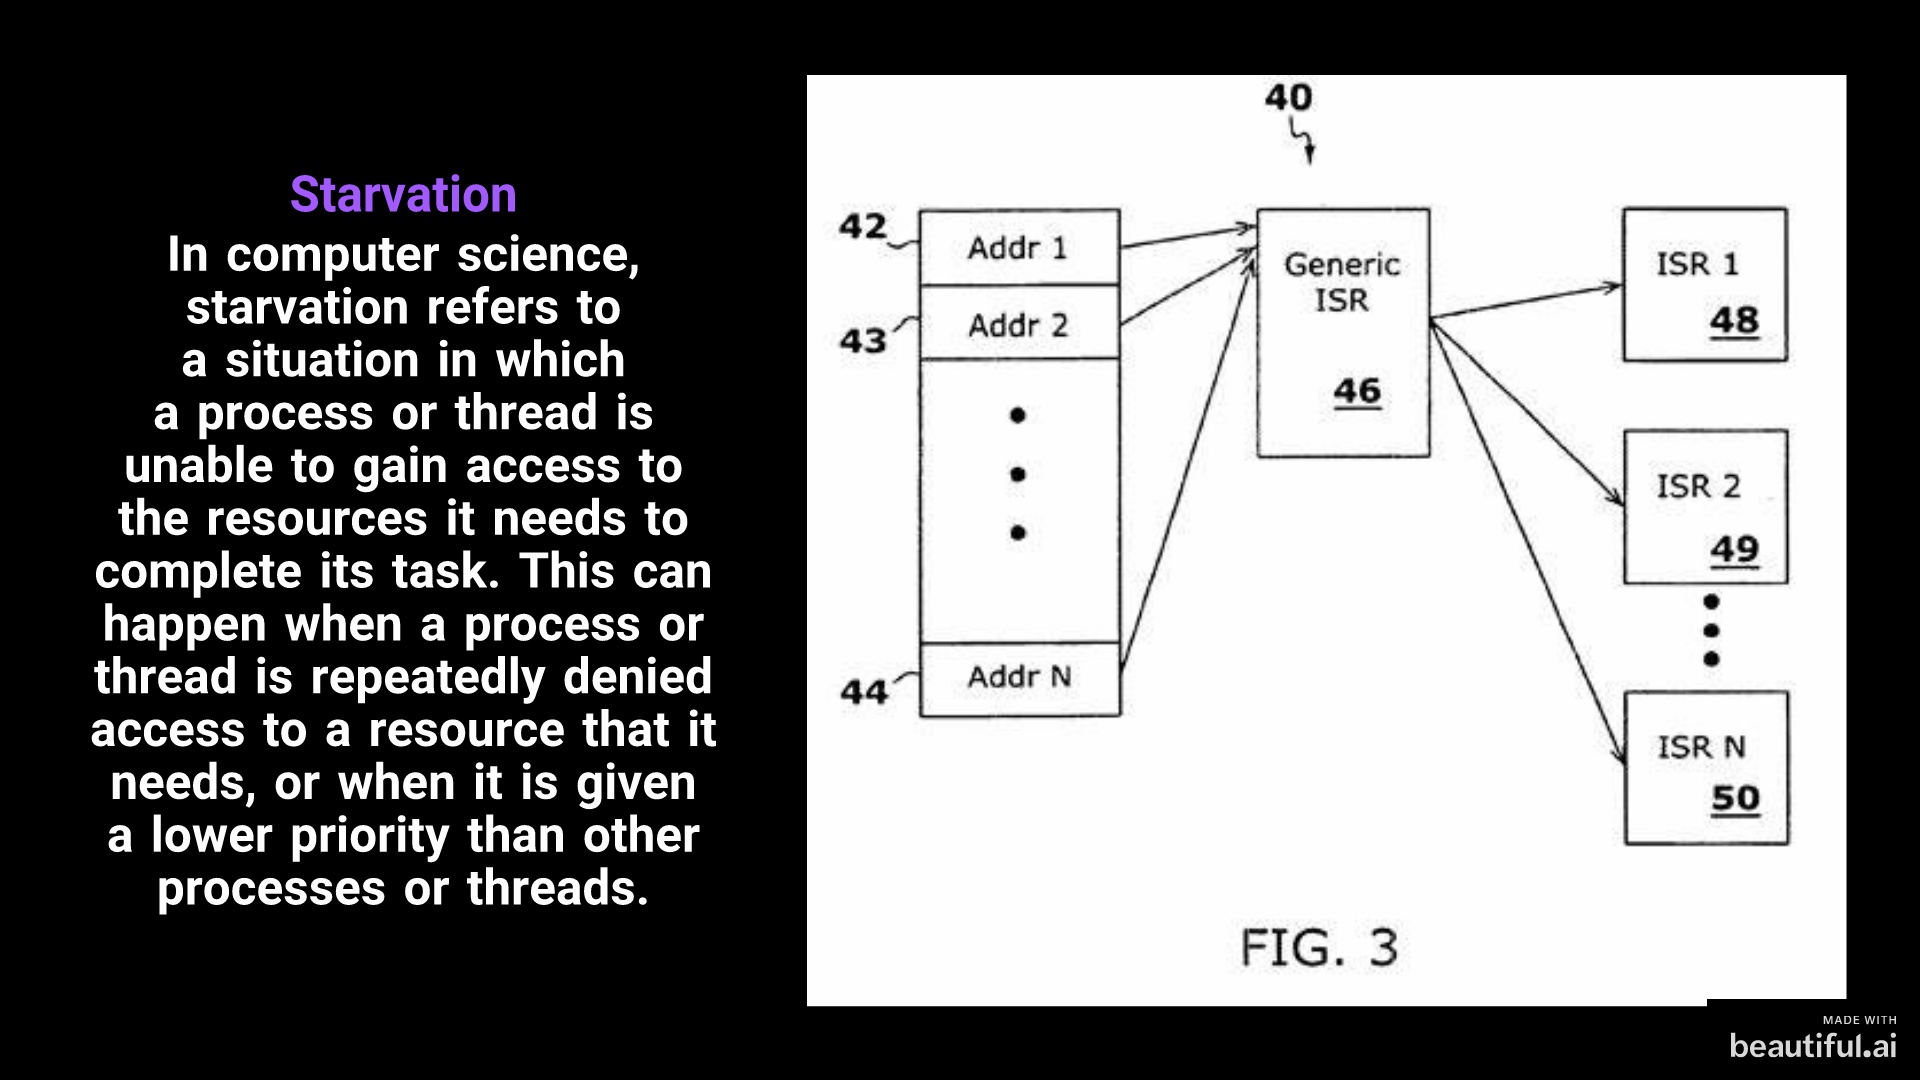 Starvation
In computer science,
starvation refers to
a situation in which
a process or thread is
unable to gain access to
the resources it needs to
complete its task. This can
happen when a process or
thread is repeatedly denied
access to a resource that it
needs, or when it is given
a lower priority than other
processes or threads.
40
42
Addr 1
43
Addr 2
44
Addr N
Generic
ISR
46
ISR 1
48
ISR 2
49
ISR N
50
FIG. 3
MADE WITH
beautiful.ai